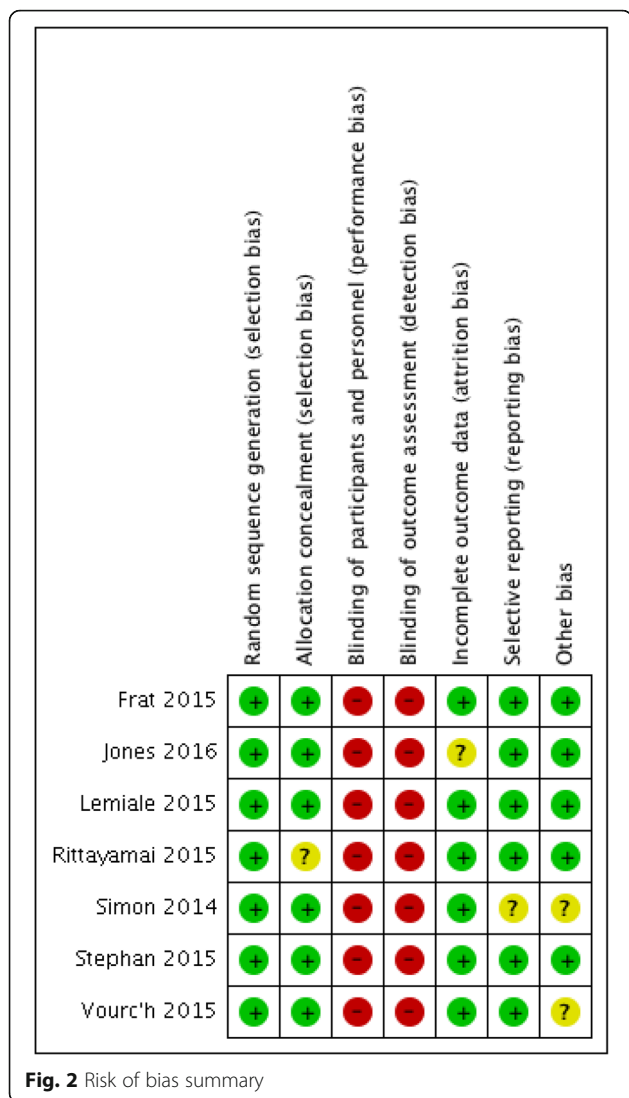 Random sequence generation (selection bias)
Allocation concealment (selection bias)
Blinding of participants and personnel (performance bias)
Blinding of outcome assessment (detection bias)
Incomplete outcome data (attrition bias)
Selective reporting (reporting bias)
Other bias
Frat 2015 + + - - + + +
Jones 2016 + + - - ? + +
Lemiale 2015 + + - - + + +
Rittayamai 2015 + ? - - + + +
Simon 2014 + + - - + ? ?
Stephan 2015 + + - - + + +
Vourc'h 2015 + + - - + + ?
Fig. 2 Risk of bias summary